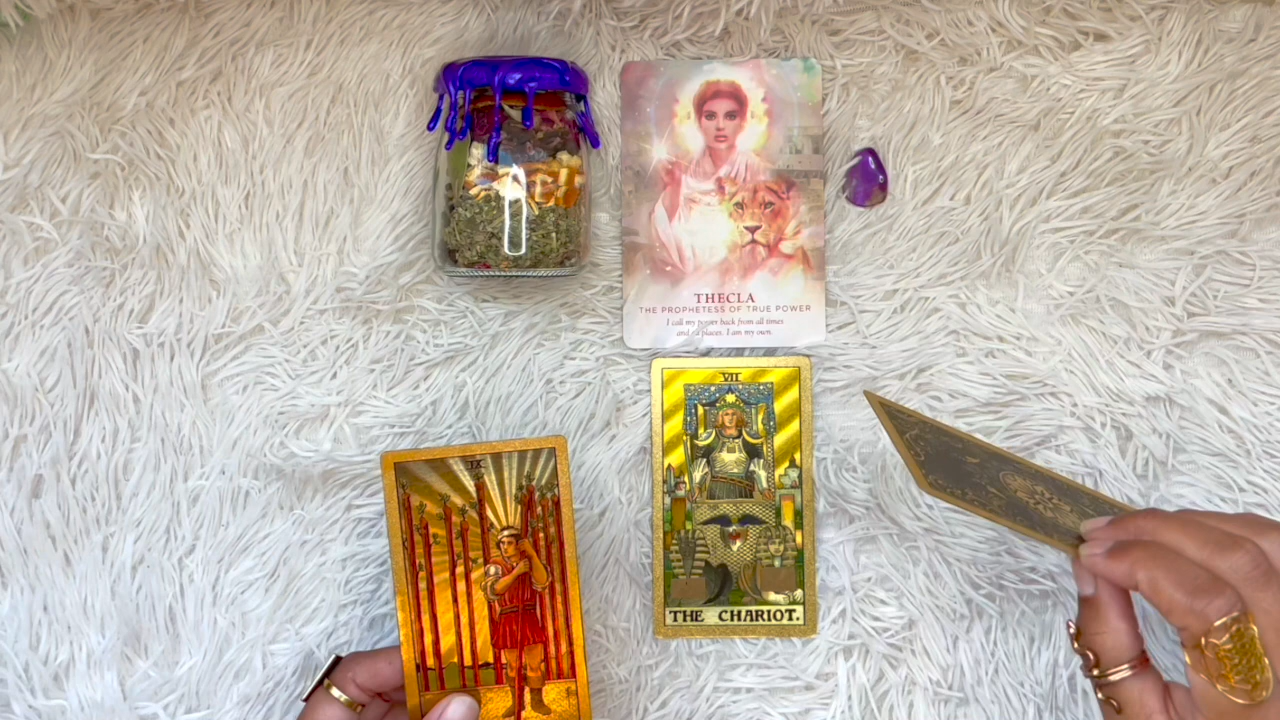 THECLA
THE PROPHETESS OF TRUE POWER
I call my power back from all times
and places. I am my own.
VII
IX
THE CHARIOT.